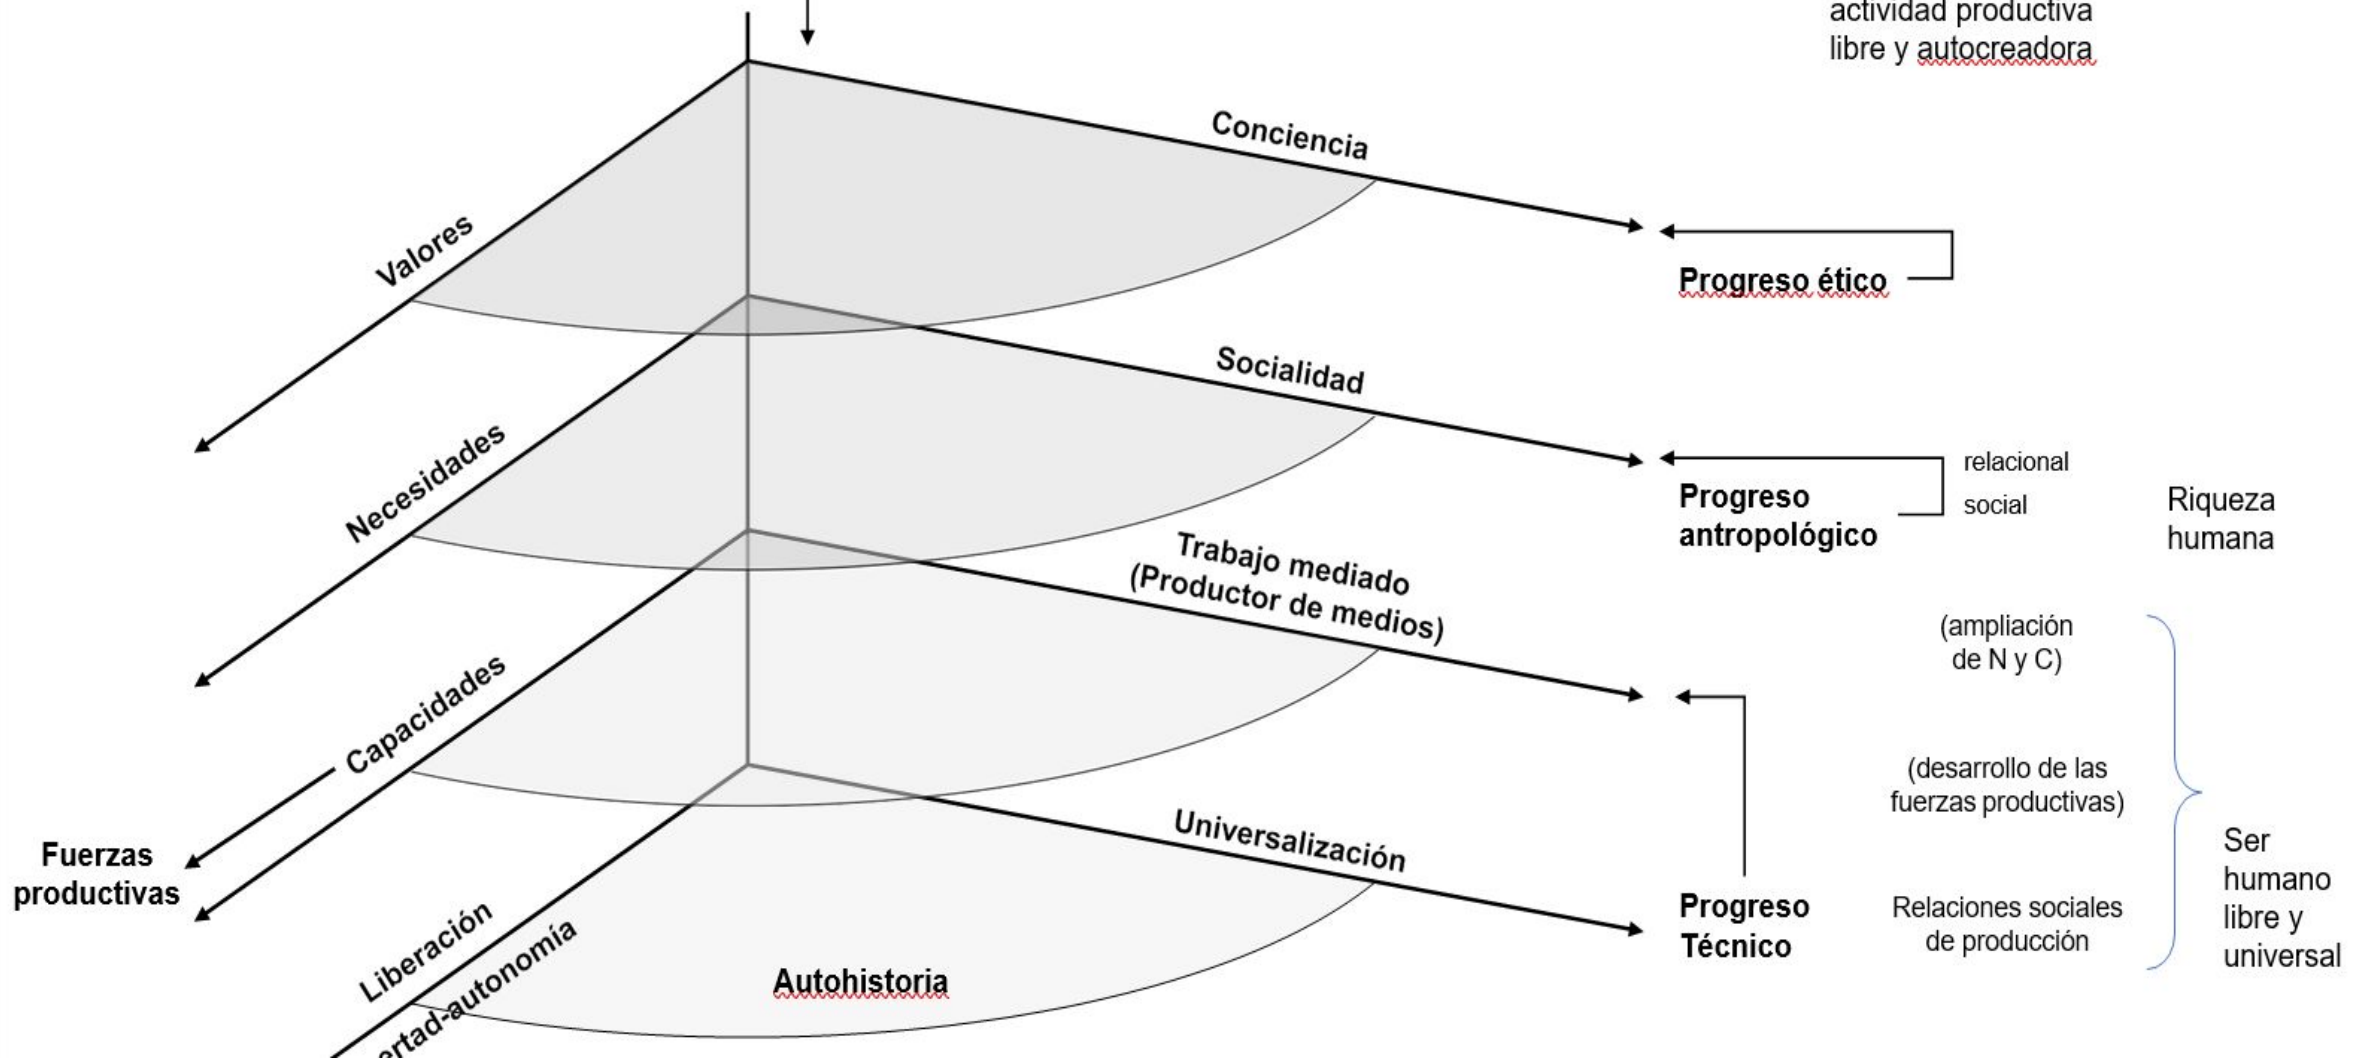 actividad productiva
libre y autocreadora
Conciencia
Valores
Progreso ético
Socialidad
Necesidades
relacional
Progreso
antropológico
social
Riqueza
humana
Trabajo mediado
(Productor de medios)
(ampliación
de N y C)
Capacidades
(desarrollo de las
fuerzas productivas)
Fuerzas
productivas
Universalización
Ser
humano
libre y
universal
Progreso
Técnico
Relaciones sociales
de producción
Liberación
ertad-autonomía
Autohistoria